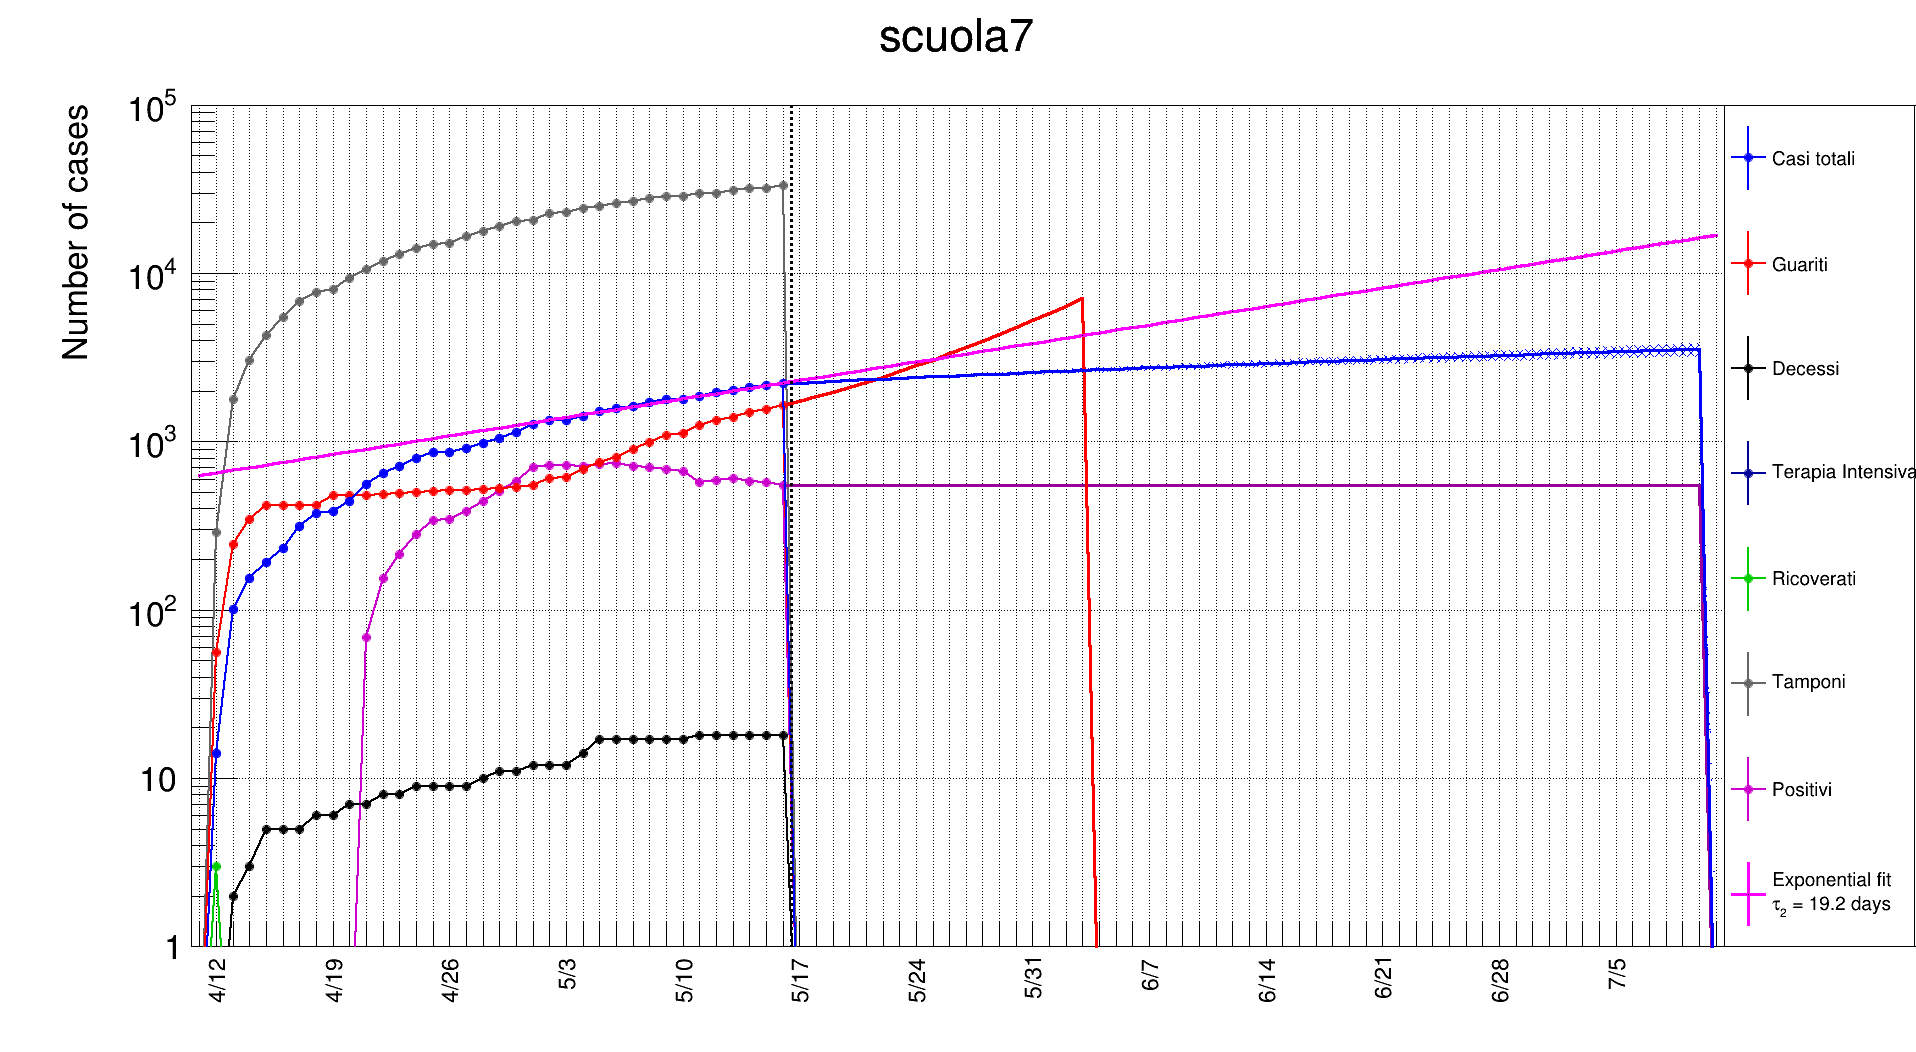 scuola7
Number of cases
10^5
10^4
10^3
10^2
10
1
4/12
4/19
4/26
5/3
5/10
5/17
5/24
5/31
6/7
6/14
6/21
6/28
7/5
Casi totali
Guariti
Decessi
Terapia Intensiva
Ricoverati
Tamponi
Positivi
Exponential fit
τ₂ = 19.2 days